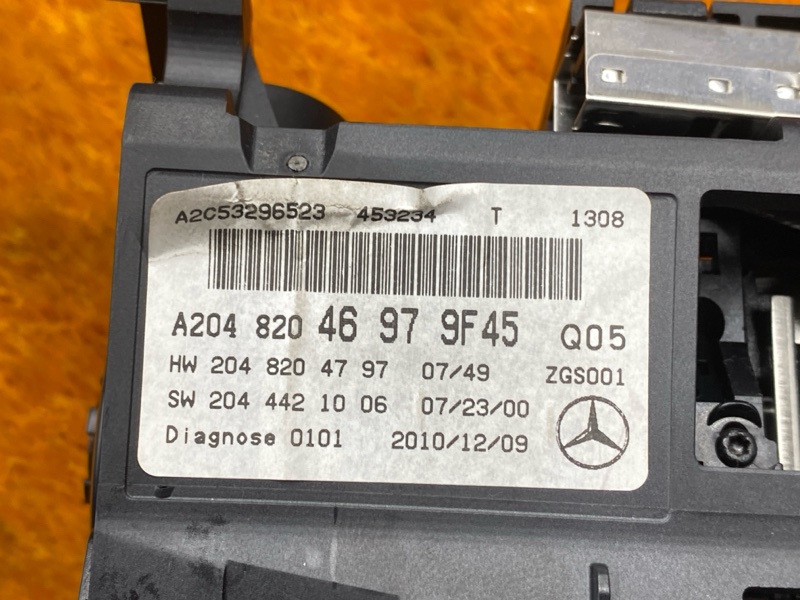 A2C53296523 453234 T 1308
A204 820 46 97 9F45 Q05
HW 204 820 47 97 07/49 ZGS001
SW 204 442 10 06 07/23/00
Diagnose 0101 2010/12/09